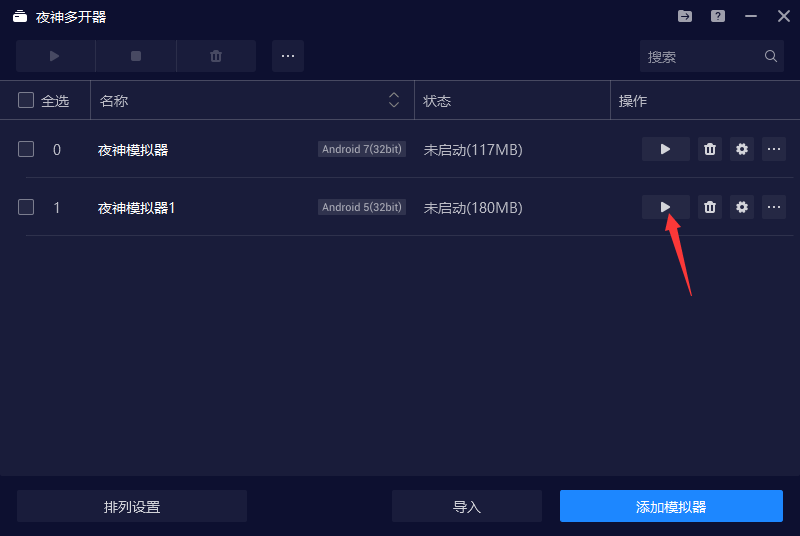 夜神多开器
搜索
全选 名称 状态 操作
0 夜神模拟器 Android 7(32bit) 未启动(117MB)
1 夜神模拟器1 Android 5(32bit) 未启动(180MB)
排列设置 导入 添加模拟器